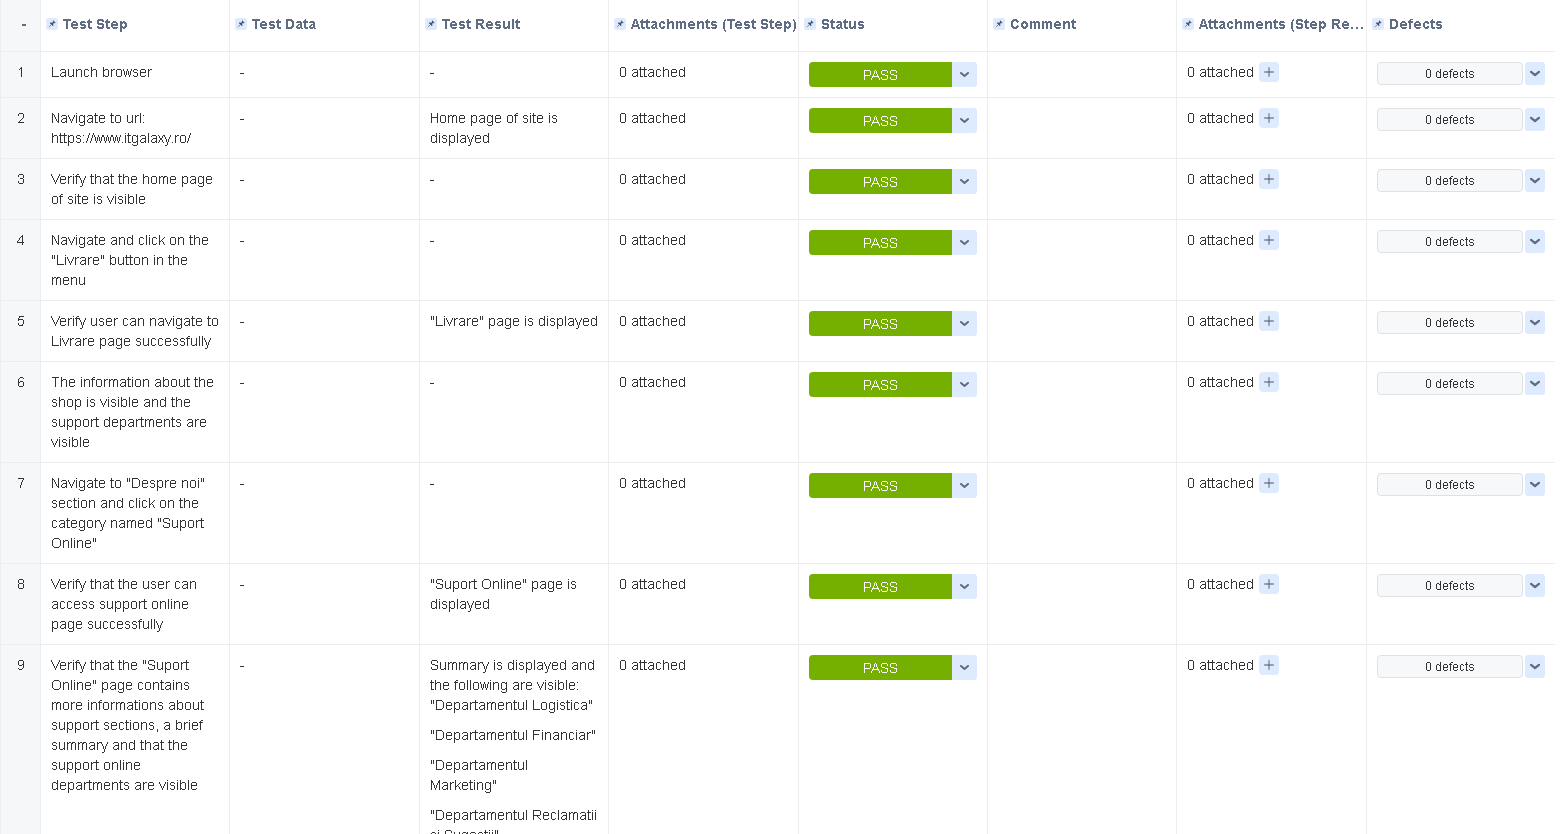 - Test Step Test Data Test Result Attachments (Test Step) Status Comment Attachments (Step Re... Defects
1 Launch browser - - 0 attached PASS 0 attached 0 defects
2 Navigate to url: - Home page of site is 0 attached PASS 0 attached 0 defects
https://www.itgalaxy.ro/ displayed
3 Verify that the home page - - 0 attached PASS 0 attached 0 defects
of site is visible
4 Navigate and click on the - - 0 attached PASS 0 attached 0 defects
"Livrare" button in the
menu
5 Verify user can navigate to - "Livrare" page is displayed 0 attached PASS 0 attached 0 defects
Livrare page successfully
6 The information about the - - 0 attached PASS 0 attached 0 defects
shop is visible and the
support departments are
visible
7 Navigate to "Despre noi" - - 0 attached PASS 0 attached 0 defects
section and click on the
category named "Suport
Online"
8 Verify that the user can - "Suport Online" page is 0 attached PASS 0 attached 0 defects
access support online displayed
page successfully
9 Verify that the "Suport - Summary is displayed and 0 attached PASS 0 attached 0 defects
Online" page contains the following are visible:
more informations about "Departamentul Logistica"
support sections, a brief "Departamentul Financiar"
summary and that the "Departamentul
support online Marketing"
departments are visible
"Departamentul Reclamatii